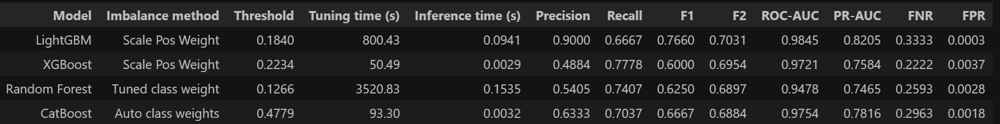 Model Imbalance method Threshold Tuning time (s) Inference time (s) Precision Recall F1 F2 ROC-AUC PR-AUC FNR FPR
LightGBM Scale Pos Weight 0.1840 800.43 0.0941 0.9000 0.6667 0.7660 0.7031 0.9845 0.8205 0.3333 0.0003
XGBoost Scale Pos Weight 0.2234 50.49 0.0029 0.4884 0.7778 0.6000 0.6954 0.9721 0.7584 0.2222 0.0037
Random Forest Tuned class weight 0.1266 3520.83 0.1535 0.5405 0.7407 0.6250 0.6897 0.9478 0.7465 0.2593 0.0028
CatBoost Auto class weights 0.4779 93.30 0.0032 0.6333 0.7037 0.6667 0.6884 0.9754 0.7816 0.2963 0.0018